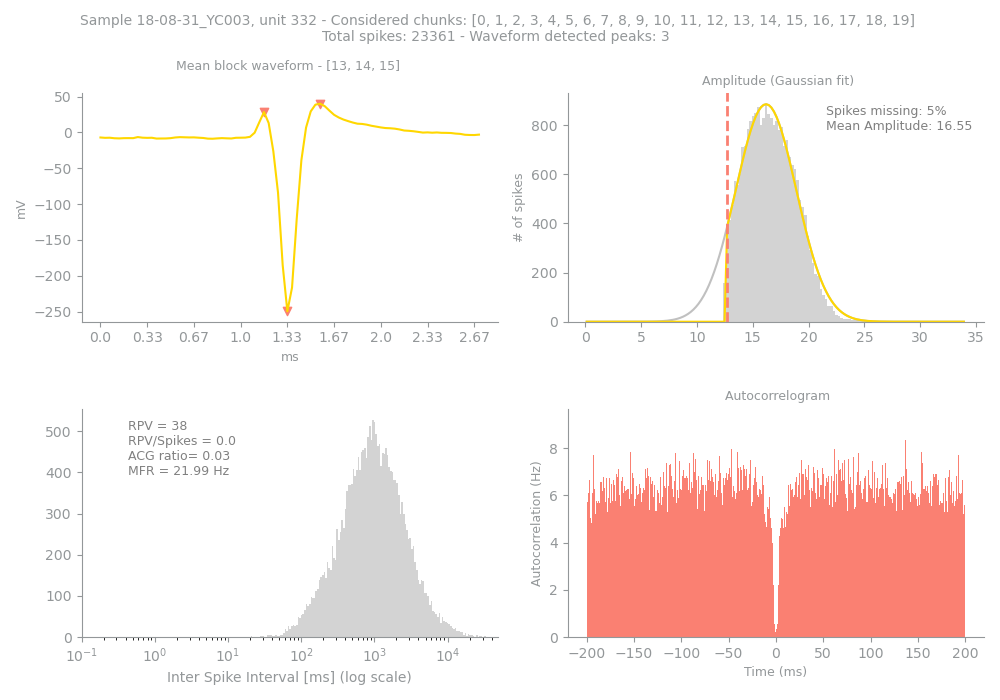 Sample 18-08-31_YC003, unit 332 - Considered chunks: [0, 1, 2, 3, 4, 5, 6, 7, 8, 9, 10, 11, 12, 13, 14, 15, 16, 17, 18, 19]
Total spikes: 23361 - Waveform detected peaks: 3
Mean block waveform - [13, 14, 15]
50
0
−50
−100
−150
−200
−250
mV
0.0 0.33 0.67 1.0 1.33 1.67 2.0 2.33 2.67
ms
Amplitude (Gaussian fit)
Spikes missing: 5%
Mean Amplitude: 16.55
800
600
400
200
0
# of spikes
0 5 10 15 20 25 30 35
RPV = 38
RPV/Spikes = 0.0
ACG ratio= 0.03
MFR = 21.99 Hz
500
400
300
200
100
0
10⁻¹ 10⁰ 10¹ 10² 10³ 10⁴
Inter Spike Interval [ms] (log scale)
Autocorrelogram
8
6
4
2
0
Autocorrelation (Hz)
−200 −150 −100 −50 0 50 100 150 200
Time (ms)